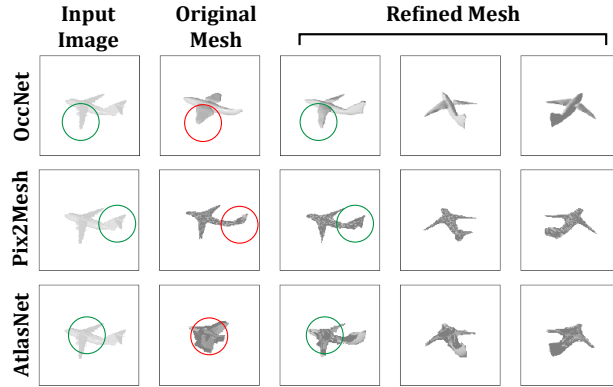 Input Image
Original Mesh
Refined Mesh
OccNet
Pix2Mesh
AtlasNet